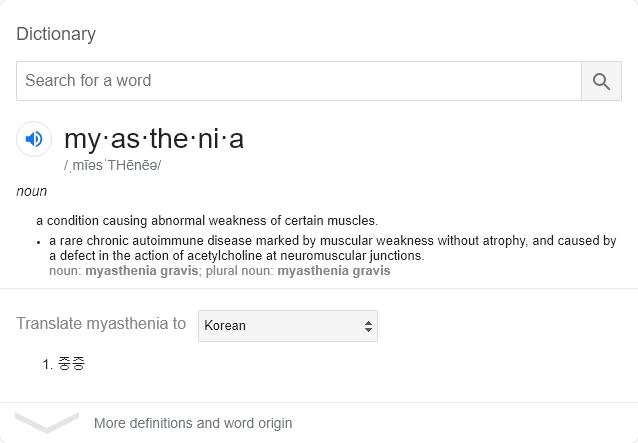 Dictionary
Search for a word
my·as·the·ni·a
/ˌmīəsˈTHēnēə/
noun
a condition causing abnormal weakness of certain muscles.
• a rare chronic autoimmune disease marked by muscular weakness without atrophy, and caused by
a defect in the action of acetylcholine at neuromuscular junctions.
noun: myasthenia gravis; plural noun: myasthenia gravis
Translate myasthenia to Korean
1. 중증
More definitions and word origin